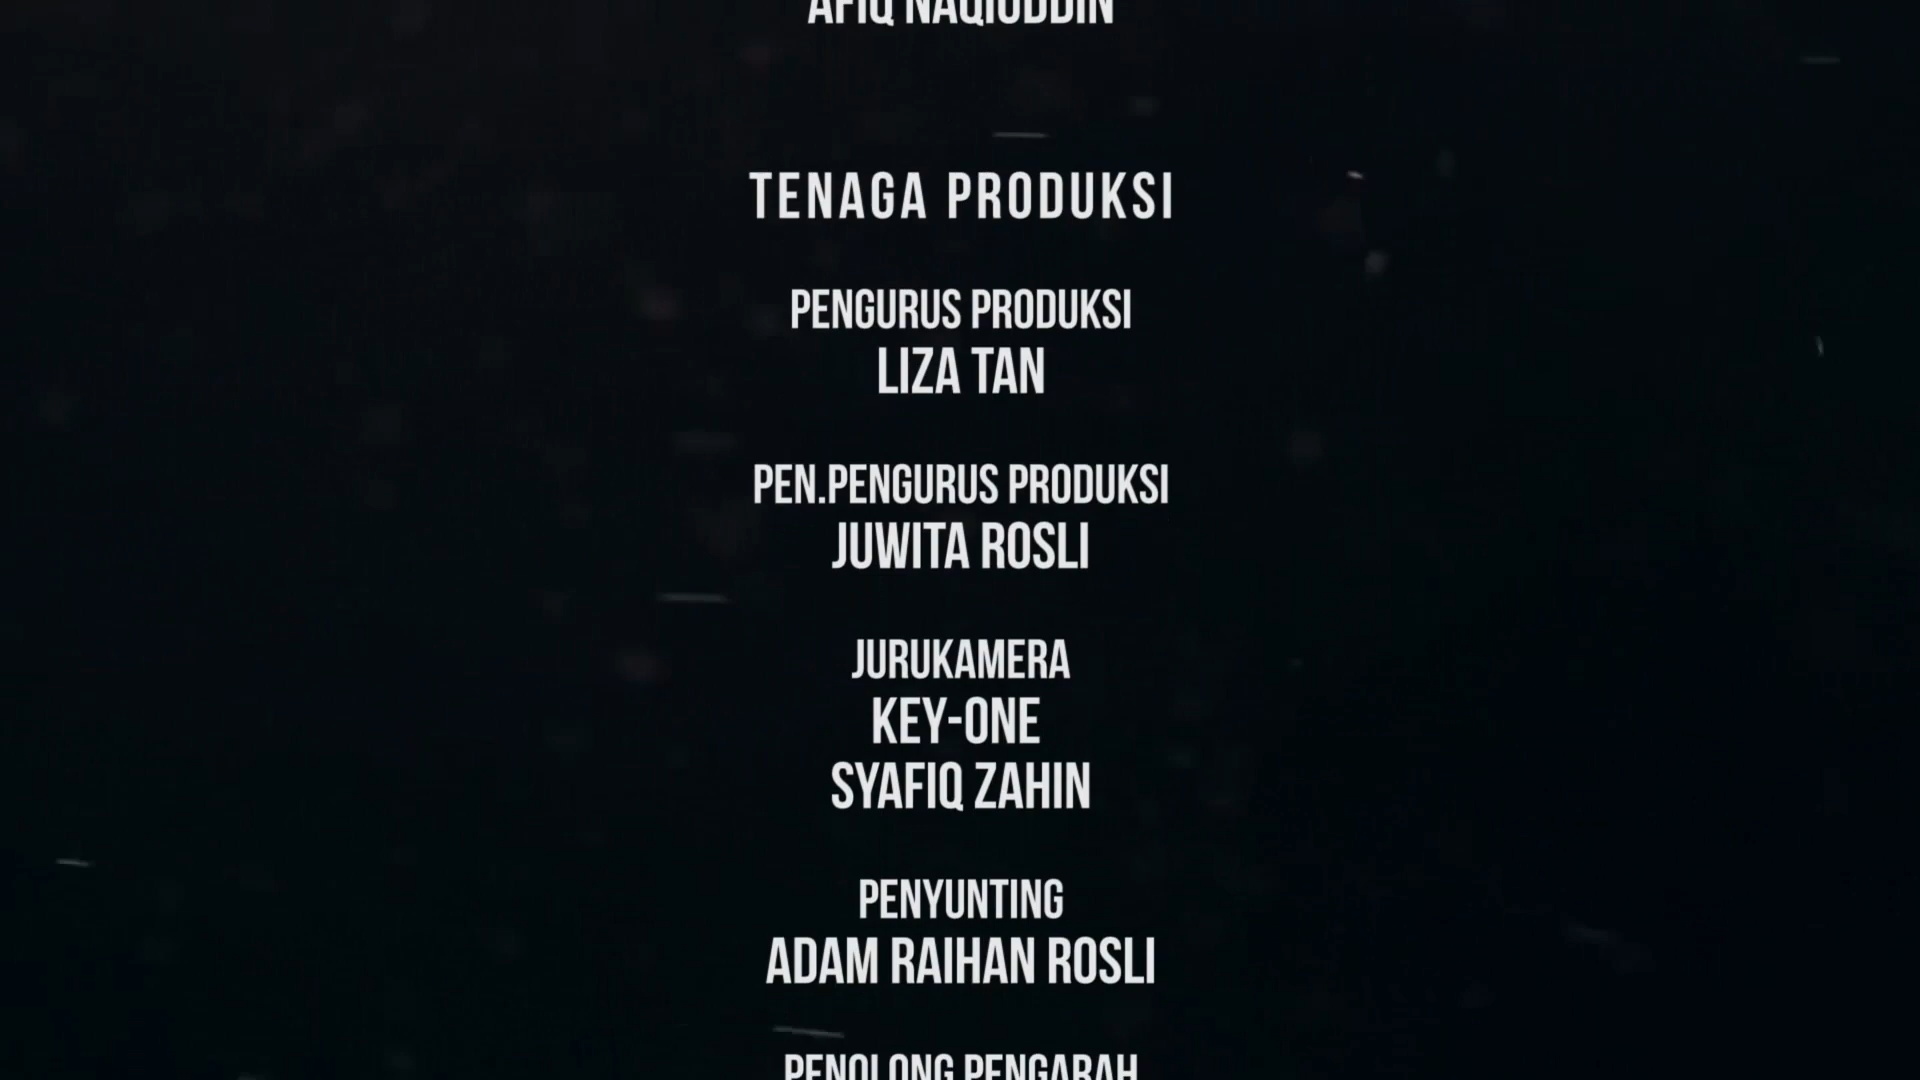 AFIQ NAQIUDDIN
TENAGA PRODUKSI
PENGURUS PRODUKSI
LIZA TAN
PEN.PENGURUS PRODUKSI
JUWITA ROSLI
JURUKAMERA
KEY-ONE
SYAFIQ ZAHIN
PENYUNTING
ADAM RAIHAN ROSLI
PENOLONG PENGARAH